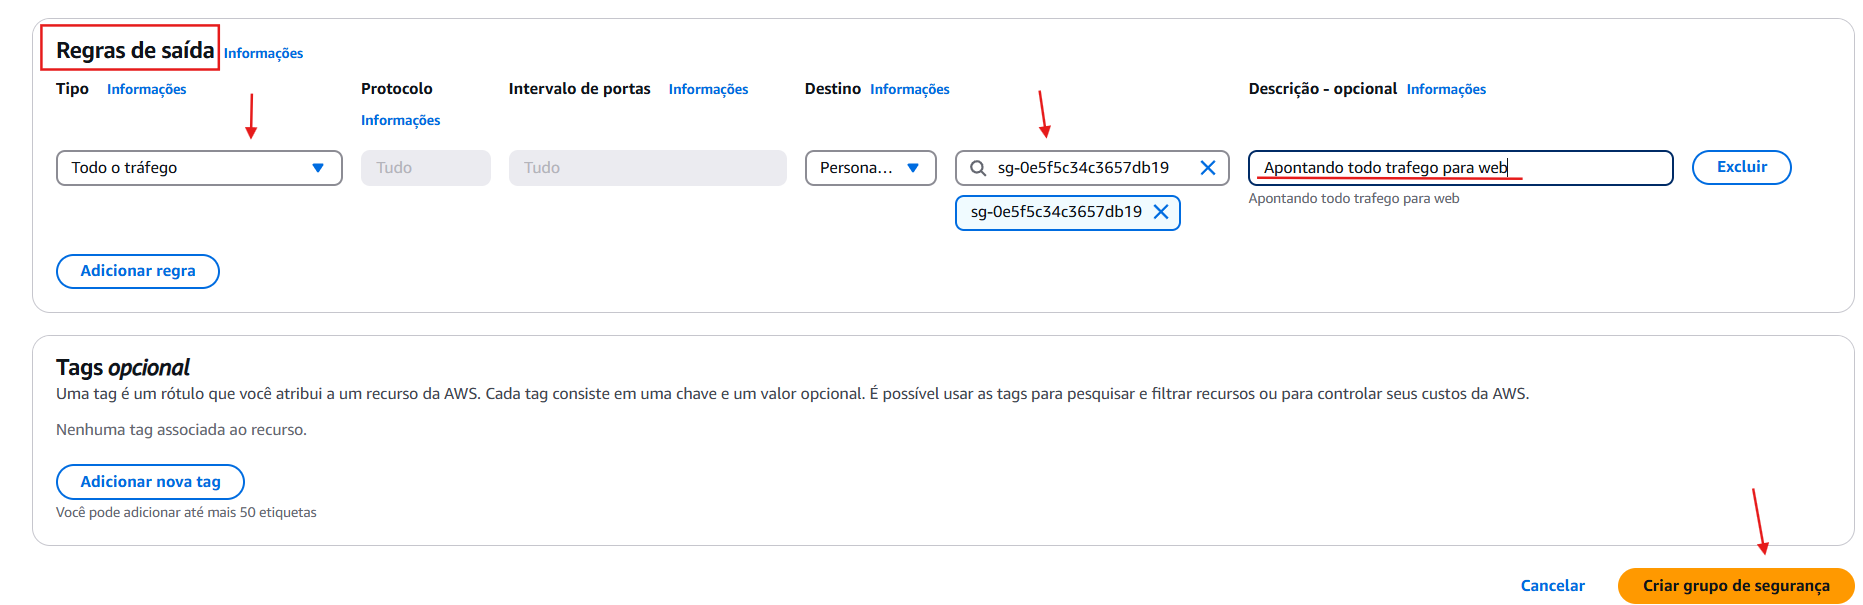 Regras de saída Informações
Tipo Informações Protocolo Intervalo de portas Informações Destino Informações Descrição - opcional Informações
Informações
Todo o tráfego Tudo Tudo Persona... sg-0e5f5c34c3657db19 Apontando todo trafego para web Excluir
Apontando todo trafego para web
sg-0e5f5c34c3657db19
Adicionar regra
Tags opcional
Uma tag é um rótulo que você atribui a um recurso da AWS. Cada tag consiste em uma chave e um valor opcional. É possível usar as tags para pesquisar e filtrar recursos ou para controlar seus custos da AWS.
Nenhuma tag associada ao recurso.
Adicionar nova tag
Você pode adicionar até mais 50 etiquetas
Cancelar Criar grupo de segurança